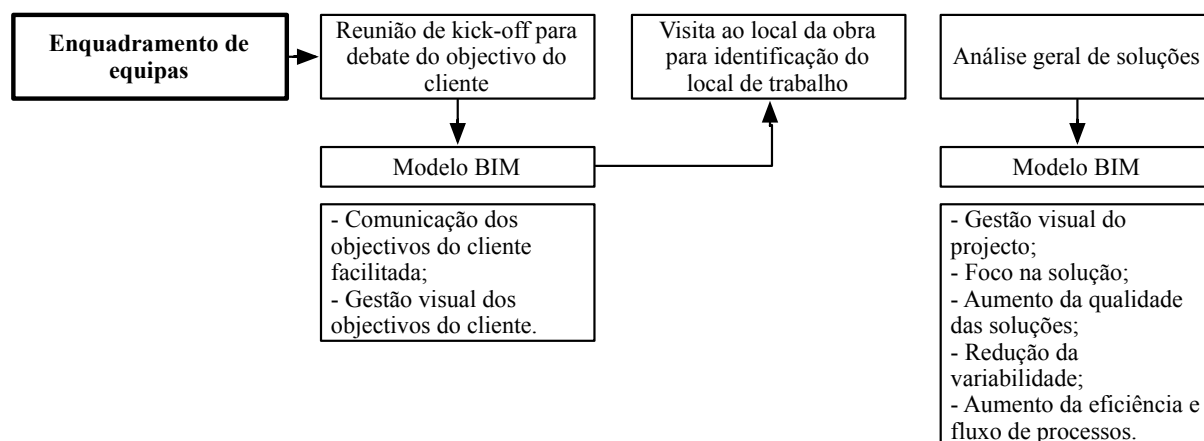 Enquadramento de
equipas
Reunião de kick-off para
debate do objectivo do
cliente
Visita ao local da obra
para identificação do
local de trabalho
Análise geral de soluções
Modelo BIM
Modelo BIM
- Comunicação dos
objectivos do cliente
facilitada;
- Gestão visual dos
objectivos do cliente.
- Gestão visual do
projecto;
- Foco na solução;
- Aumento da qualidade
das soluções;
- Redução da
variabilidade;
- Aumento da eficiência e
fluxo de processos.